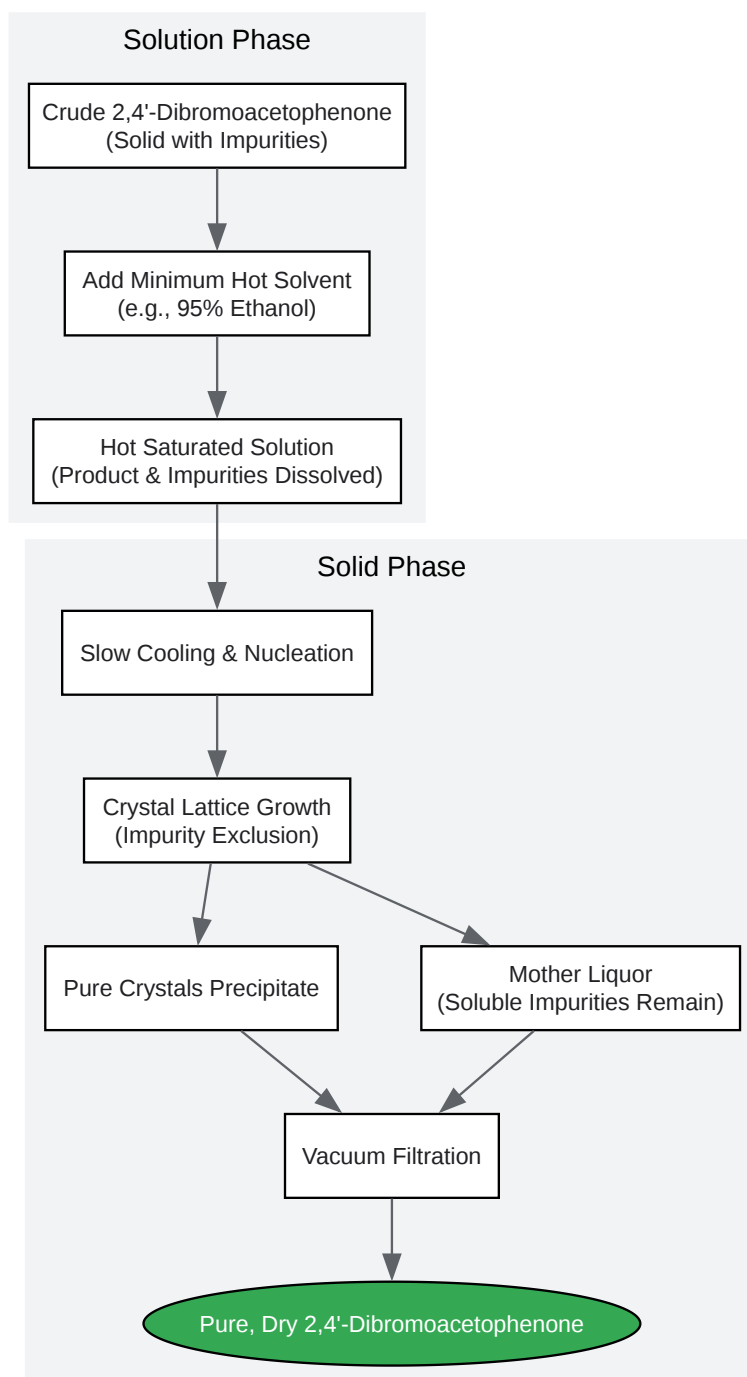 Solution Phase
Crude 2,4'-Dibromoacetophenone
(Solid with Impurities)
Add Minimum Hot Solvent
(e.g., 95% Ethanol)
Hot Saturated Solution
(Product & Impurities Dissolved)
Solid Phase
Slow Cooling & Nucleation
Crystal Lattice Growth
(Impurity Exclusion)
Pure Crystals Precipitate
Mother Liquor
(Soluble Impurities Remain)
Vacuum Filtration
Pure, Dry 2,4'-Dibromoacetophenone